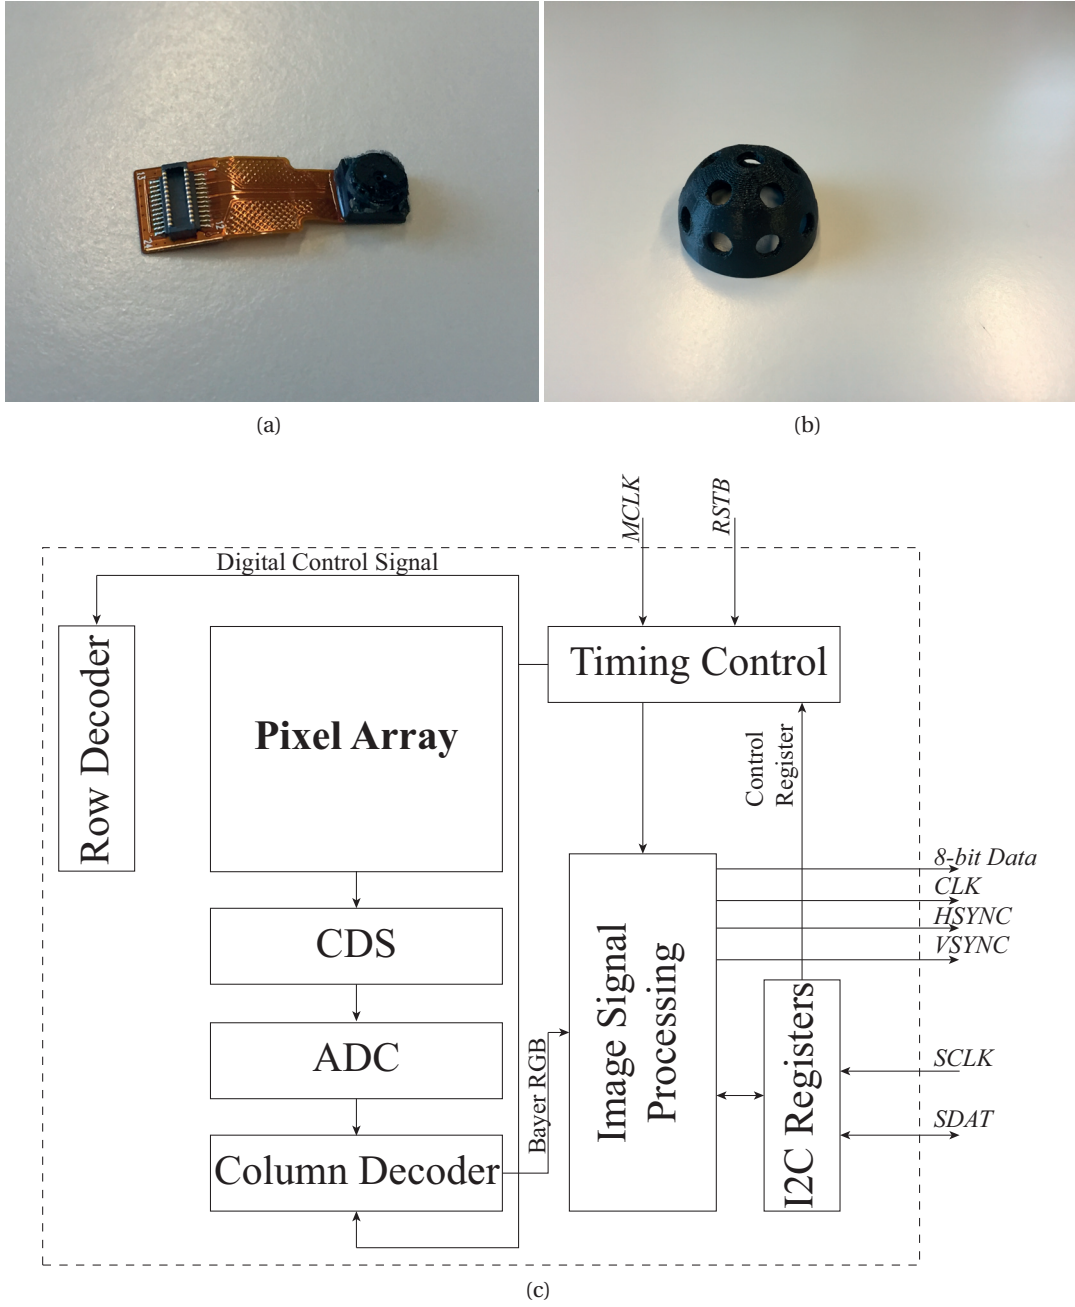 (a)
(b)
MCLK
RSTB
Digital Control Signal
Row Decoder
Pixel Array
Timing Control
Control
Register
CDS
ADC
Column Decoder
Bayer RGB
Image Signal
Processing
8-bit Data
CLK
HSYNC
VSYNC
I2C Registers
SCLK
SDAT
(c)